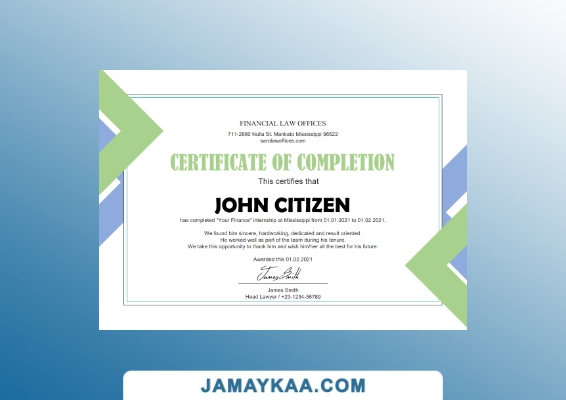 FINANCIAL LAW OFFICES
711-2880 Nulla St. Mankato Mississippi 96522
serolawoffices.com
CERTIFICATE OF COMPLETION
This certifies that
JOHN CITIZEN
has completed "Your Finance" Internship at Mississippi from 01.01.2021 to 01.02.2021,
We found him sincere, hardworking, dedicated and result oriented.
He worked well as part of the team during his tenure.
We take this opportunity to thank him and wish him/her all the best for his future.
Awarded this 01.02.2021
James Smith
James Smith
Head Lawyer / +23-1234-56789
JAMAYKAA.COM